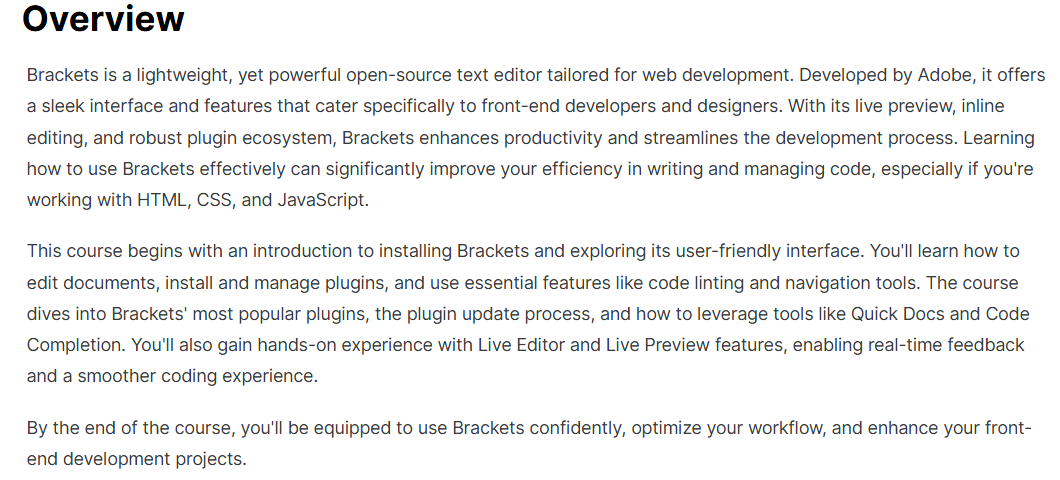 Overview
Brackets is a lightweight, yet powerful open-source text editor tailored for web development. Developed by Adobe, it offers
a sleek interface and features that cater specifically to front-end developers and designers. With its live preview, inline
editing, and robust plugin ecosystem, Brackets enhances productivity and streamlines the development process. Learning
how to use Brackets effectively can significantly improve your efficiency in writing and managing code, especially if you're
working with HTML, CSS, and JavaScript.
This course begins with an introduction to installing Brackets and exploring its user-friendly interface. You'll learn how to
edit documents, install and manage plugins, and use essential features like code linting and navigation tools. The course
dives into Brackets' most popular plugins, the plugin update process, and how to leverage tools like Quick Docs and Code
Completion. You'll also gain hands-on experience with Live Editor and Live Preview features, enabling real-time feedback
and a smoother coding experience.
By the end of the course, you'll be equipped to use Brackets confidently, optimize your workflow, and enhance your front-
end development projects.